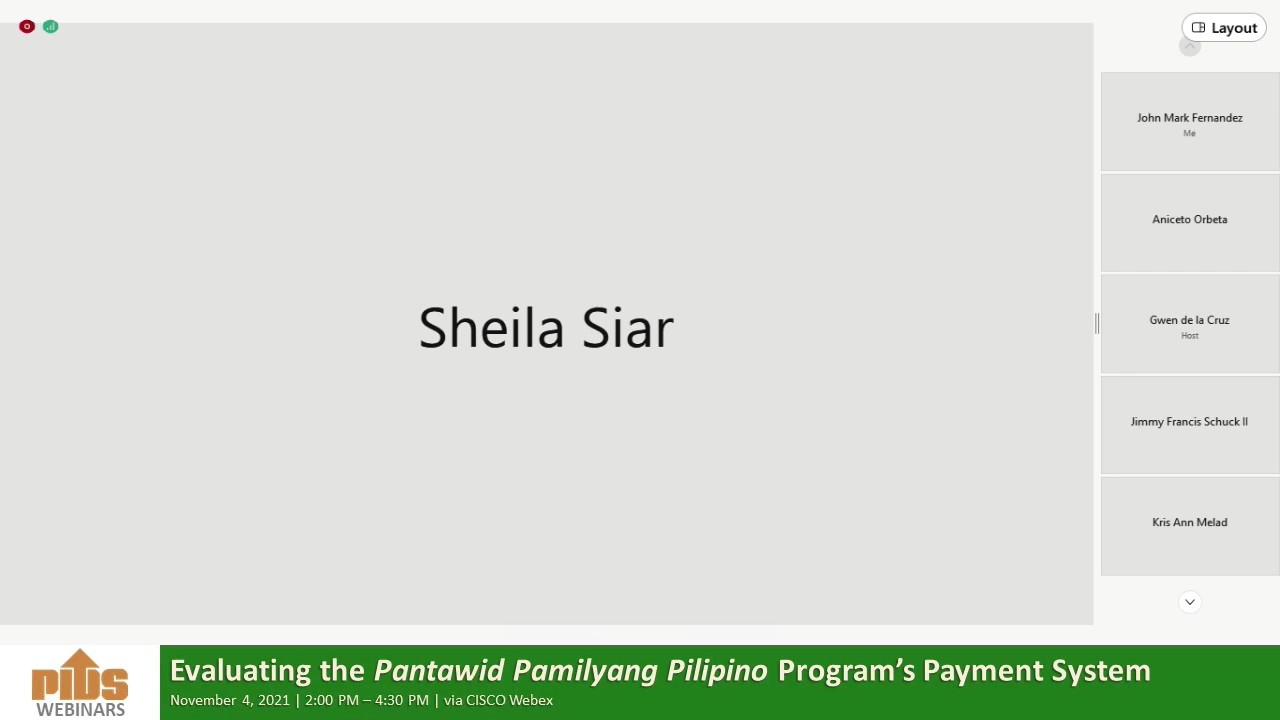 Layout
John Mark Fernandez
Me
Aniceto Orbeta
Gwen de la Cruz
Host
Jimmy Francis Schuck II
Kris Ann Melad
Sheila Siar
pids
WEBINARS
Evaluating the Pantawid Pamilyang Pilipino Program’s Payment System
November 4, 2021 | 2:00 PM – 4:30 PM | via CISCO Webex